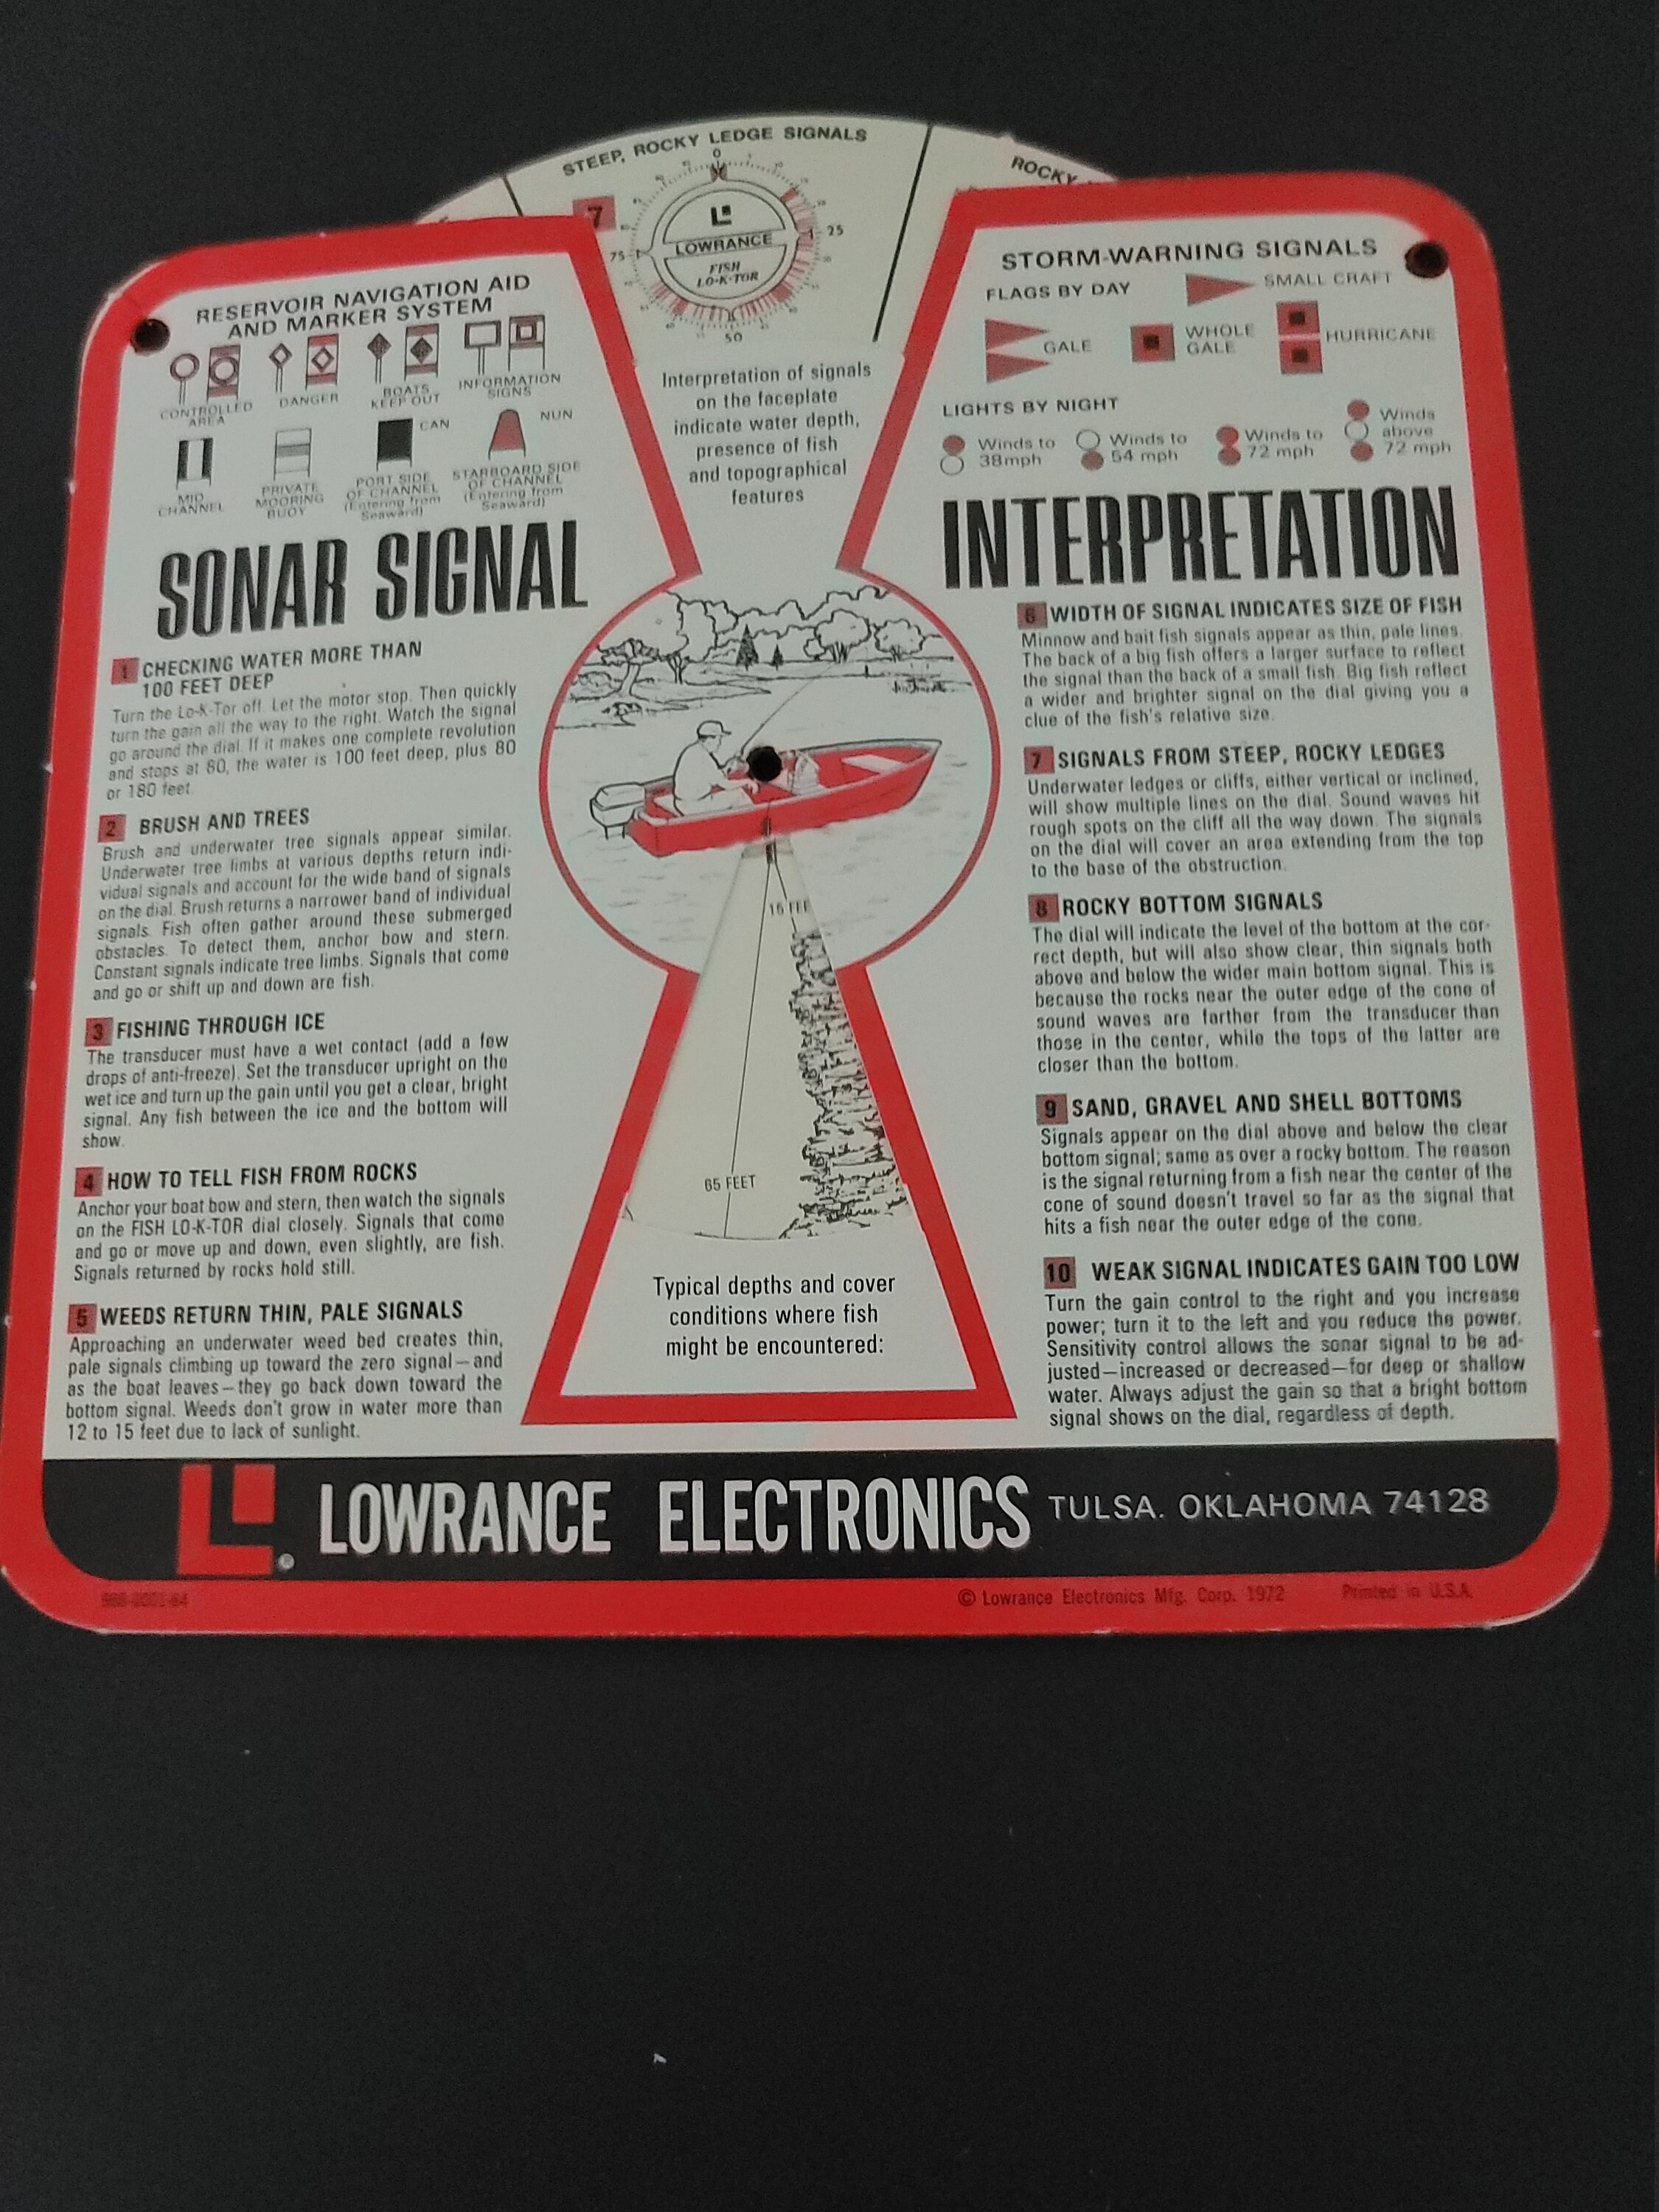 STEEP, ROCKY LEDGE SIGNALS
ROCKY
7
0
25
50
75
LOWRANCE
FISH
LO-K-TOR
Interpretation of signals
on the faceplate
indicate water depth,
presence of fish
and topographical
features
RESERVOIR NAVIGATION AID
AND MARKER SYSTEM
CONTROLLED
AREA
DANGER
BOATS
KEEP OUT
INFORMATION
SIGNS
MID
CHANNEL
PRIVATE
MOORING
BUOY
CAN
PORT SIDE
OF CHANNEL
(Entering from
Seaward)
NUN
STARBOARD SIDE
OF CHANNEL
(Entering from
Seaward)
STORM-WARNING SIGNALS
FLAGS BY DAY
SMALL CRAFT
GALE
WHOLE
GALE
HURRICANE
LIGHTS BY NIGHT
Winds to
38mph
Winds to
54 mph
Winds to
72 mph
Winds
above
72 mph
SONAR SIGNAL
INTERPRETATION
1 CHECKING WATER MORE THAN
100 FEET DEEP
Turn the Lo-K-Tor off. Let the motor stop. Then quickly
turn the gain all the way to the right. Watch the signal
go around the dial. If it makes one complete revolution
and stops at 80, the water is 100 feet deep, plus 80
or 180 feet.
2 BRUSH AND TREES
Brush and underwater tree signals appear similar.
Underwater tree limbs at various depths return indi-
vidual signals and account for the wide band of signals
on the dial. Brush returns a narrower band of individual
signals. Fish often gather around these submerged
obstacles. To detect them, anchor bow and stern.
Constant signals indicate tree limbs. Signals that come
and go or shift up and down are fish.
3 FISHING THROUGH ICE
The transducer must have a wet contact (add a few
drops of anti-freeze). Set the transducer upright on the
wet ice and turn up the gain until you get a clear, bright
signal. Any fish between the ice and the bottom will
show.
4 HOW TO TELL FISH FROM ROCKS
Anchor your boat bow and stern, then watch the signals
on the FISH LO-K-TOR dial closely. Signals that come
and go or move up and down, even slightly, are fish.
Signals returned by rocks hold still.
5 WEEDS RETURN THIN, PALE SIGNALS
Approaching an underwater weed bed creates thin,
pale signals climbing up toward the zero signal—and
as the boat leaves—they go back down toward the
bottom signal. Weeds don't grow in water more than
12 to 15 feet due to lack of sunlight.
15 FEE
65 FEET
Typical depths and cover
conditions where fish
might be encountered:
6 WIDTH OF SIGNAL INDICATES SIZE OF FISH
Minnow and bait fish signals appear as thin, pale lines.
The back of a big fish offers a larger surface to reflect
the signal than the back of a small fish. Big fish reflect
a wider and brighter signal on the dial giving you a
clue of the fish's relative size.
7 SIGNALS FROM STEEP, ROCKY LEDGES
Underwater ledges or cliffs, either vertical or inclined,
will show multiple lines on the dial. Sound waves hit
rough spots on the cliff all the way down. The signals
on the dial will cover an area extending from the top
to the base of the obstruction.
8 ROCKY BOTTOM SIGNALS
The dial will indicate the level of the bottom at the cor-
rect depth, but will also show clear, thin signals both
above and below the wider main bottom signal. This is
because the rocks near the outer edge of the cone of
sound waves are farther from the transducer than
those in the center, while the tops of the latter are
closer than the bottom.
9 SAND, GRAVEL AND SHELL BOTTOMS
Signals appear on the dial above and below the clear
bottom signal; same as over a rocky bottom. The reason
is the signal returning from a fish near the center of the
cone of sound doesn't travel so far as the signal that
hits a fish near the outer edge of the cone.
10 WEAK SIGNAL INDICATES GAIN TOO LOW
Turn the gain control to the right and you increase
power; turn it to the left and you reduce the power.
Sensitivity control allows the sonar signal to be ad-
justed—increased or decreased—for deep or shallow
water. Always adjust the gain so that a bright bottom
signal shows on the dial, regardless of depth.
LOWRANCE ELECTRONICS TULSA. OKLAHOMA 74128
© Lowrance Electronics Mfg. Corp. 1972 Printed in U.S.A.